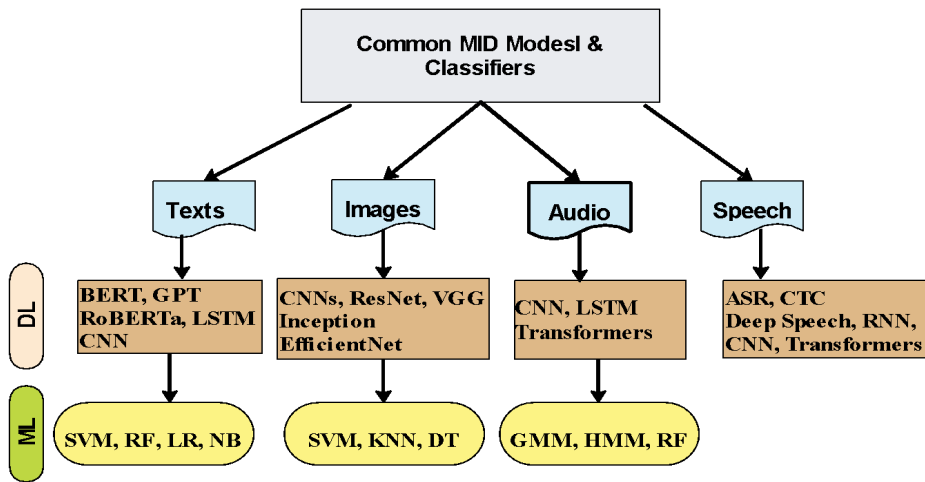 Common MID Modesl &
Classifiers
Texts
Images
Audio
Speech
DL
BERT, GPT
RoBERTa, LSTM
CNN
CNNs, ResNet, VGG
Inception
EfficientNet
CNN, LSTM
Transformers
ASR, CTC
Deep Speech, RNN,
CNN, Transformers
ML
SVM, RF, LR, NB
SVM, KNN, DT
GMM, HMM, RF